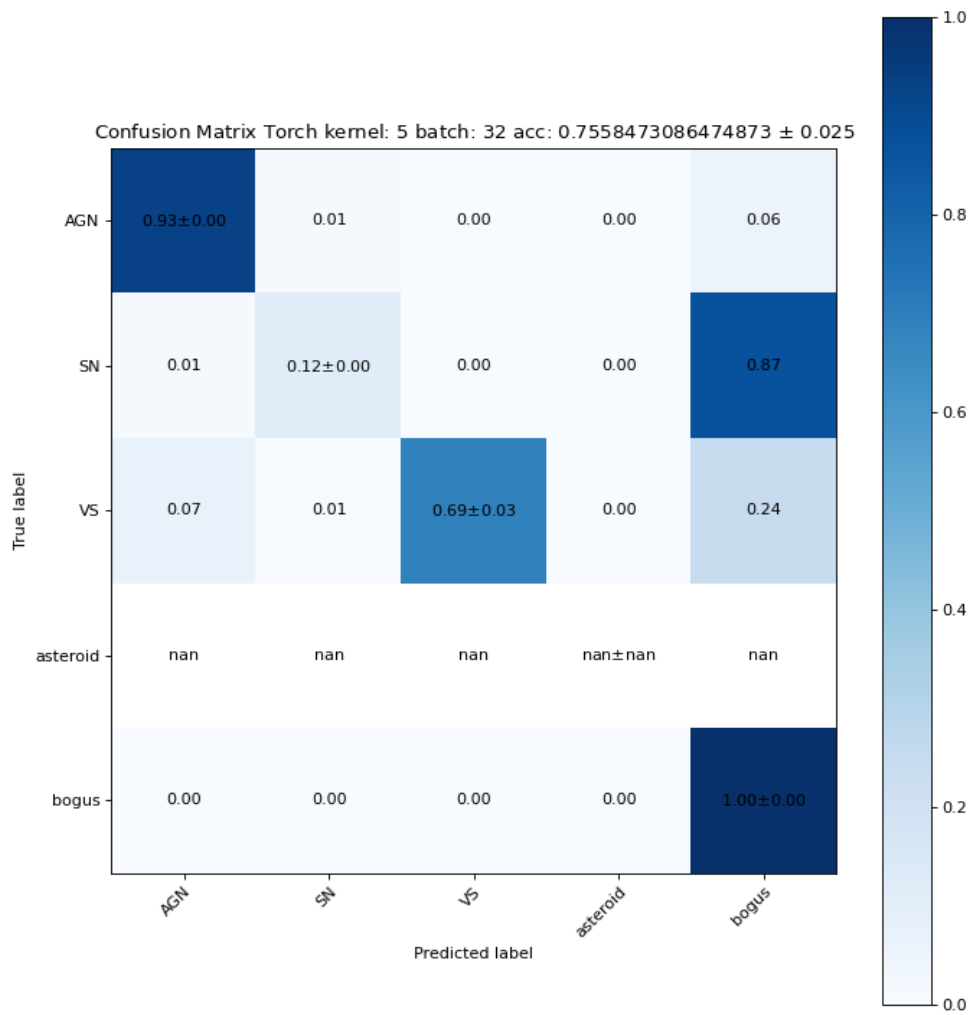 Confusion Matrix Torch kernel: 5 batch: 32 acc: 0.7558473086474873 ± 0.025
AGN 0.93±0.00 0.01 0.00 0.00 0.06
SN 0.01 0.12±0.00 0.00 0.00 0.87
VS 0.07 0.01 0.69±0.03 0.00 0.24
asteroid nan nan nan nan±nan nan
bogus 0.00 0.00 0.00 0.00 1.00±0.00
AGN SN VS asteroid bogus
Predicted label
True label
1.0
0.8
0.6
0.4
0.2
0.0